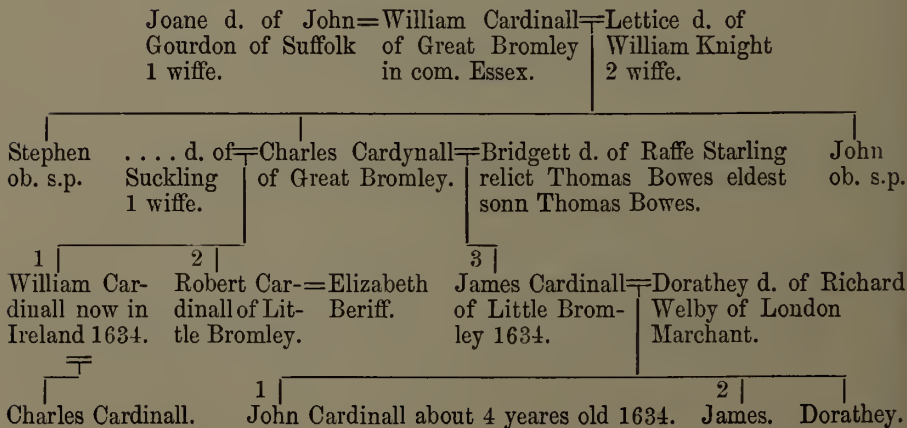 Joane d. of John=William Cardinall=Lettice d. of
Gourdon of Suffolk of Great Bromley William Knight
1 wiffe. in com. Essex. 2 wiffe.
Stephen .... d. of=Charles Cardynall=Bridgett d. of Raffe Starling John
ob. s.p. Suckling of Great Bromley. relict Thomas Bowes eldest ob. s.p.
1 wiffe. sonn Thomas Bowes.
1 2 3
William Car- Robert Car-=Elizabeth James Cardinall=Dorathey d. of Richard
dinall now in dinall of Lit- Beriff. of Little Brom- Welby of London
Ireland 1634. tle Bromley. ley 1634. Marchant.
1 2
Charles Cardinall. John Cardinall about 4 yeares old 1634. James. Dorathey.